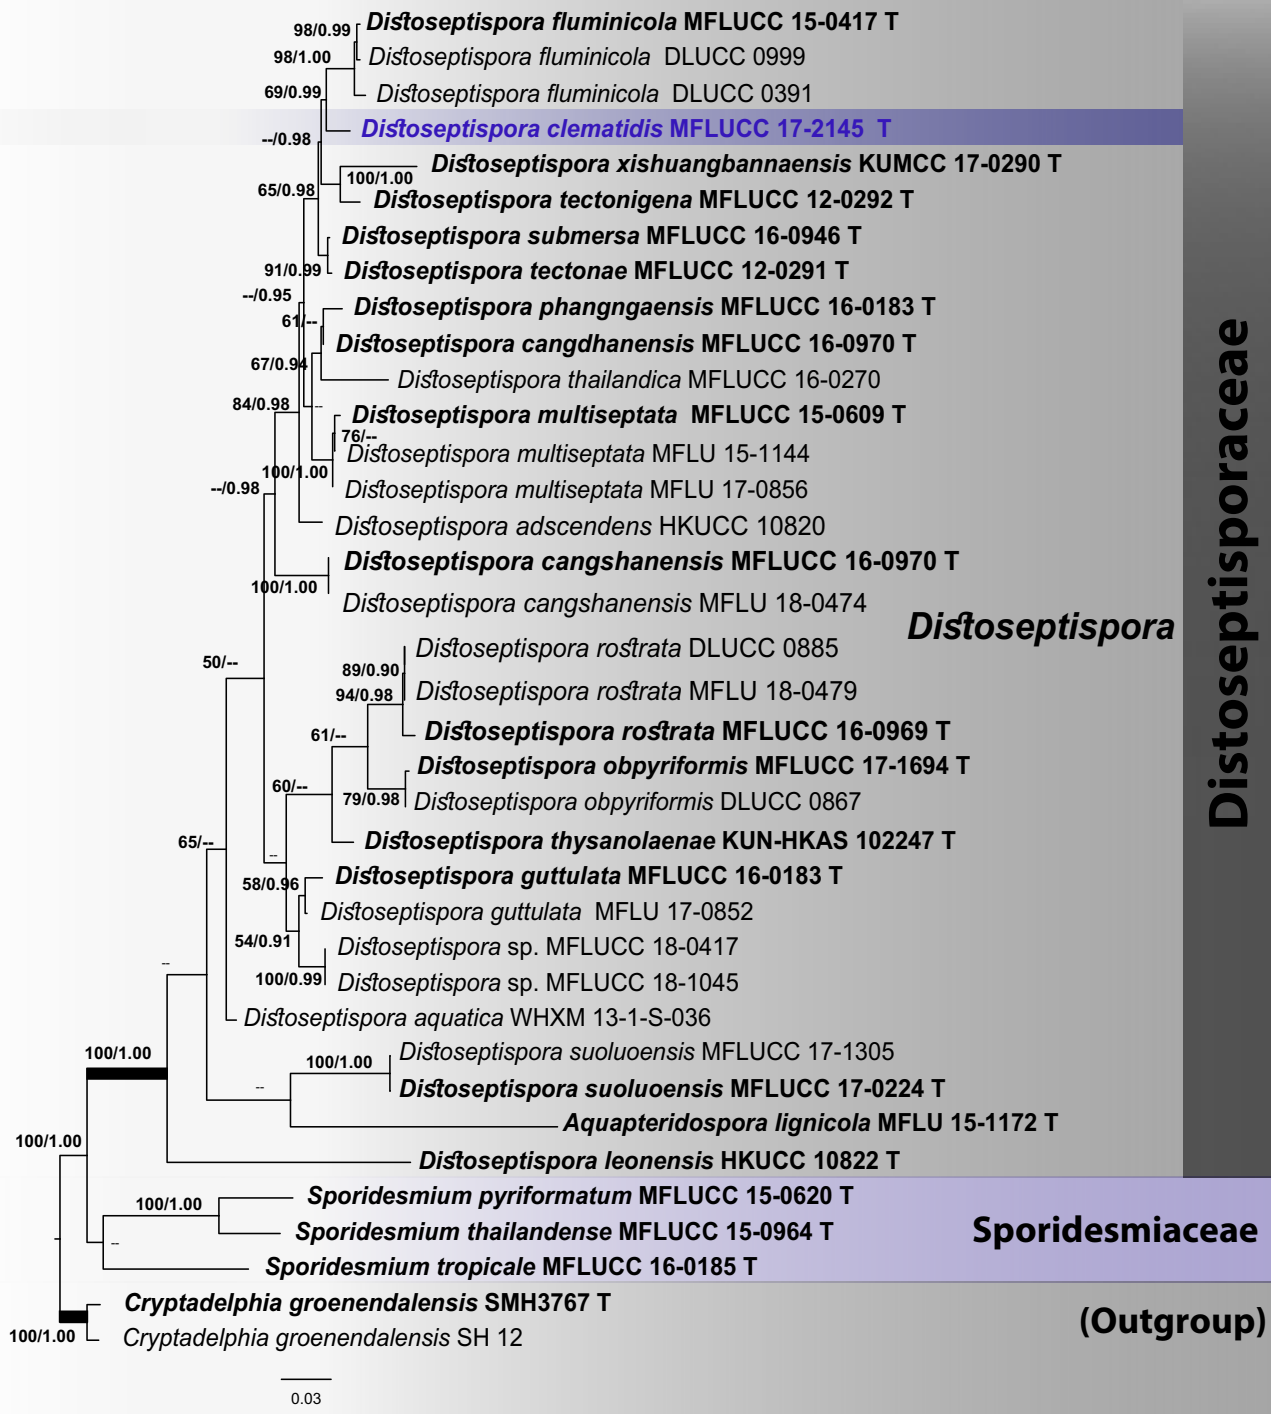 98/0.99
Distoseptispora fluminicola MFLUCC 15-0417 T
98/1.00
Distoseptispora fluminicola DLUCC 0999
69/0.99
Distoseptispora fluminicola DLUCC 0391
Distoseptispora clematidis MFLUCC 17-2145 T
--/0.98
Distoseptispora xishuangbannaensis KUMCC 17-0290 T
100/1.00
65/0.98
Distoseptispora tectonigena MFLUCC 12-0292 T
Distoseptispora submersa MFLUCC 16-0946 T
91/0.99
Distoseptispora tectonae MFLUCC 12-0291 T
--/0.95
Distoseptispora phangngaensis MFLUCC 16-0183 T
61/--
Distoseptispora cangdhanensis MFLUCC 16-0970 T
67/0.94
Distoseptispora thailandica MFLUCC 16-0270
84/0.98
--
Distoseptispora multiseptata MFLUCC 15-0609 T
76/--
Distoseptispora multiseptata MFLU 15-1144
100/1.00
--/0.98
Distoseptispora multiseptata MFLU 17-0856
Distoseptispora adscendens HKUCC 10820
Distoseptispora cangshanensis MFLUCC 16-0970 T
100/1.00
Distoseptispora cangshanensis MFLU 18-0474
Distoseptispora
Distoseptisporaceae
Distoseptispora rostrata DLUCC 0885
50/--
89/0.90
94/0.98
Distoseptispora rostrata MFLU 18-0479
Distoseptispora rostrata MFLUCC 16-0969 T
61/--
Distoseptispora obpyriformis MFLUCC 17-1694 T
60/--
79/0.98
Distoseptispora obpyriformis DLUCC 0867
65/--
Distoseptispora thysanolaenae KUN-HKAS 102247 T
--
58/0.96
Distoseptispora guttulata MFLUCC 16-0183 T
Distoseptispora guttulata MFLU 17-0852
54/0.91
Distoseptispora sp. MFLUCC 18-0417
--
100/0.99
Distoseptispora sp. MFLUCC 18-1045
Distoseptispora aquatica WHXM 13-1-S-036
100/1.00
100/1.00
Distoseptispora suoluoensis MFLUCC 17-1305
--
Distoseptispora suoluoensis MFLUCC 17-0224 T
Aquapteridospora lignicola MFLU 15-1172 T
100/1.00
Distoseptispora leonensis HKUCC 10822 T
100/1.00
Sporidesmium pyriformatum MFLUCC 15-0620 T
Sporidesmiaceae
--
Sporidesmium thailandense MFLUCC 15-0964 T
-
Sporidesmium tropicale MFLUCC 16-0185 T
Cryptadelphia groenendalensis SMH3767 T
(Outgroup)
100/1.00
Cryptadelphia groenendalensis SH 12
0.03